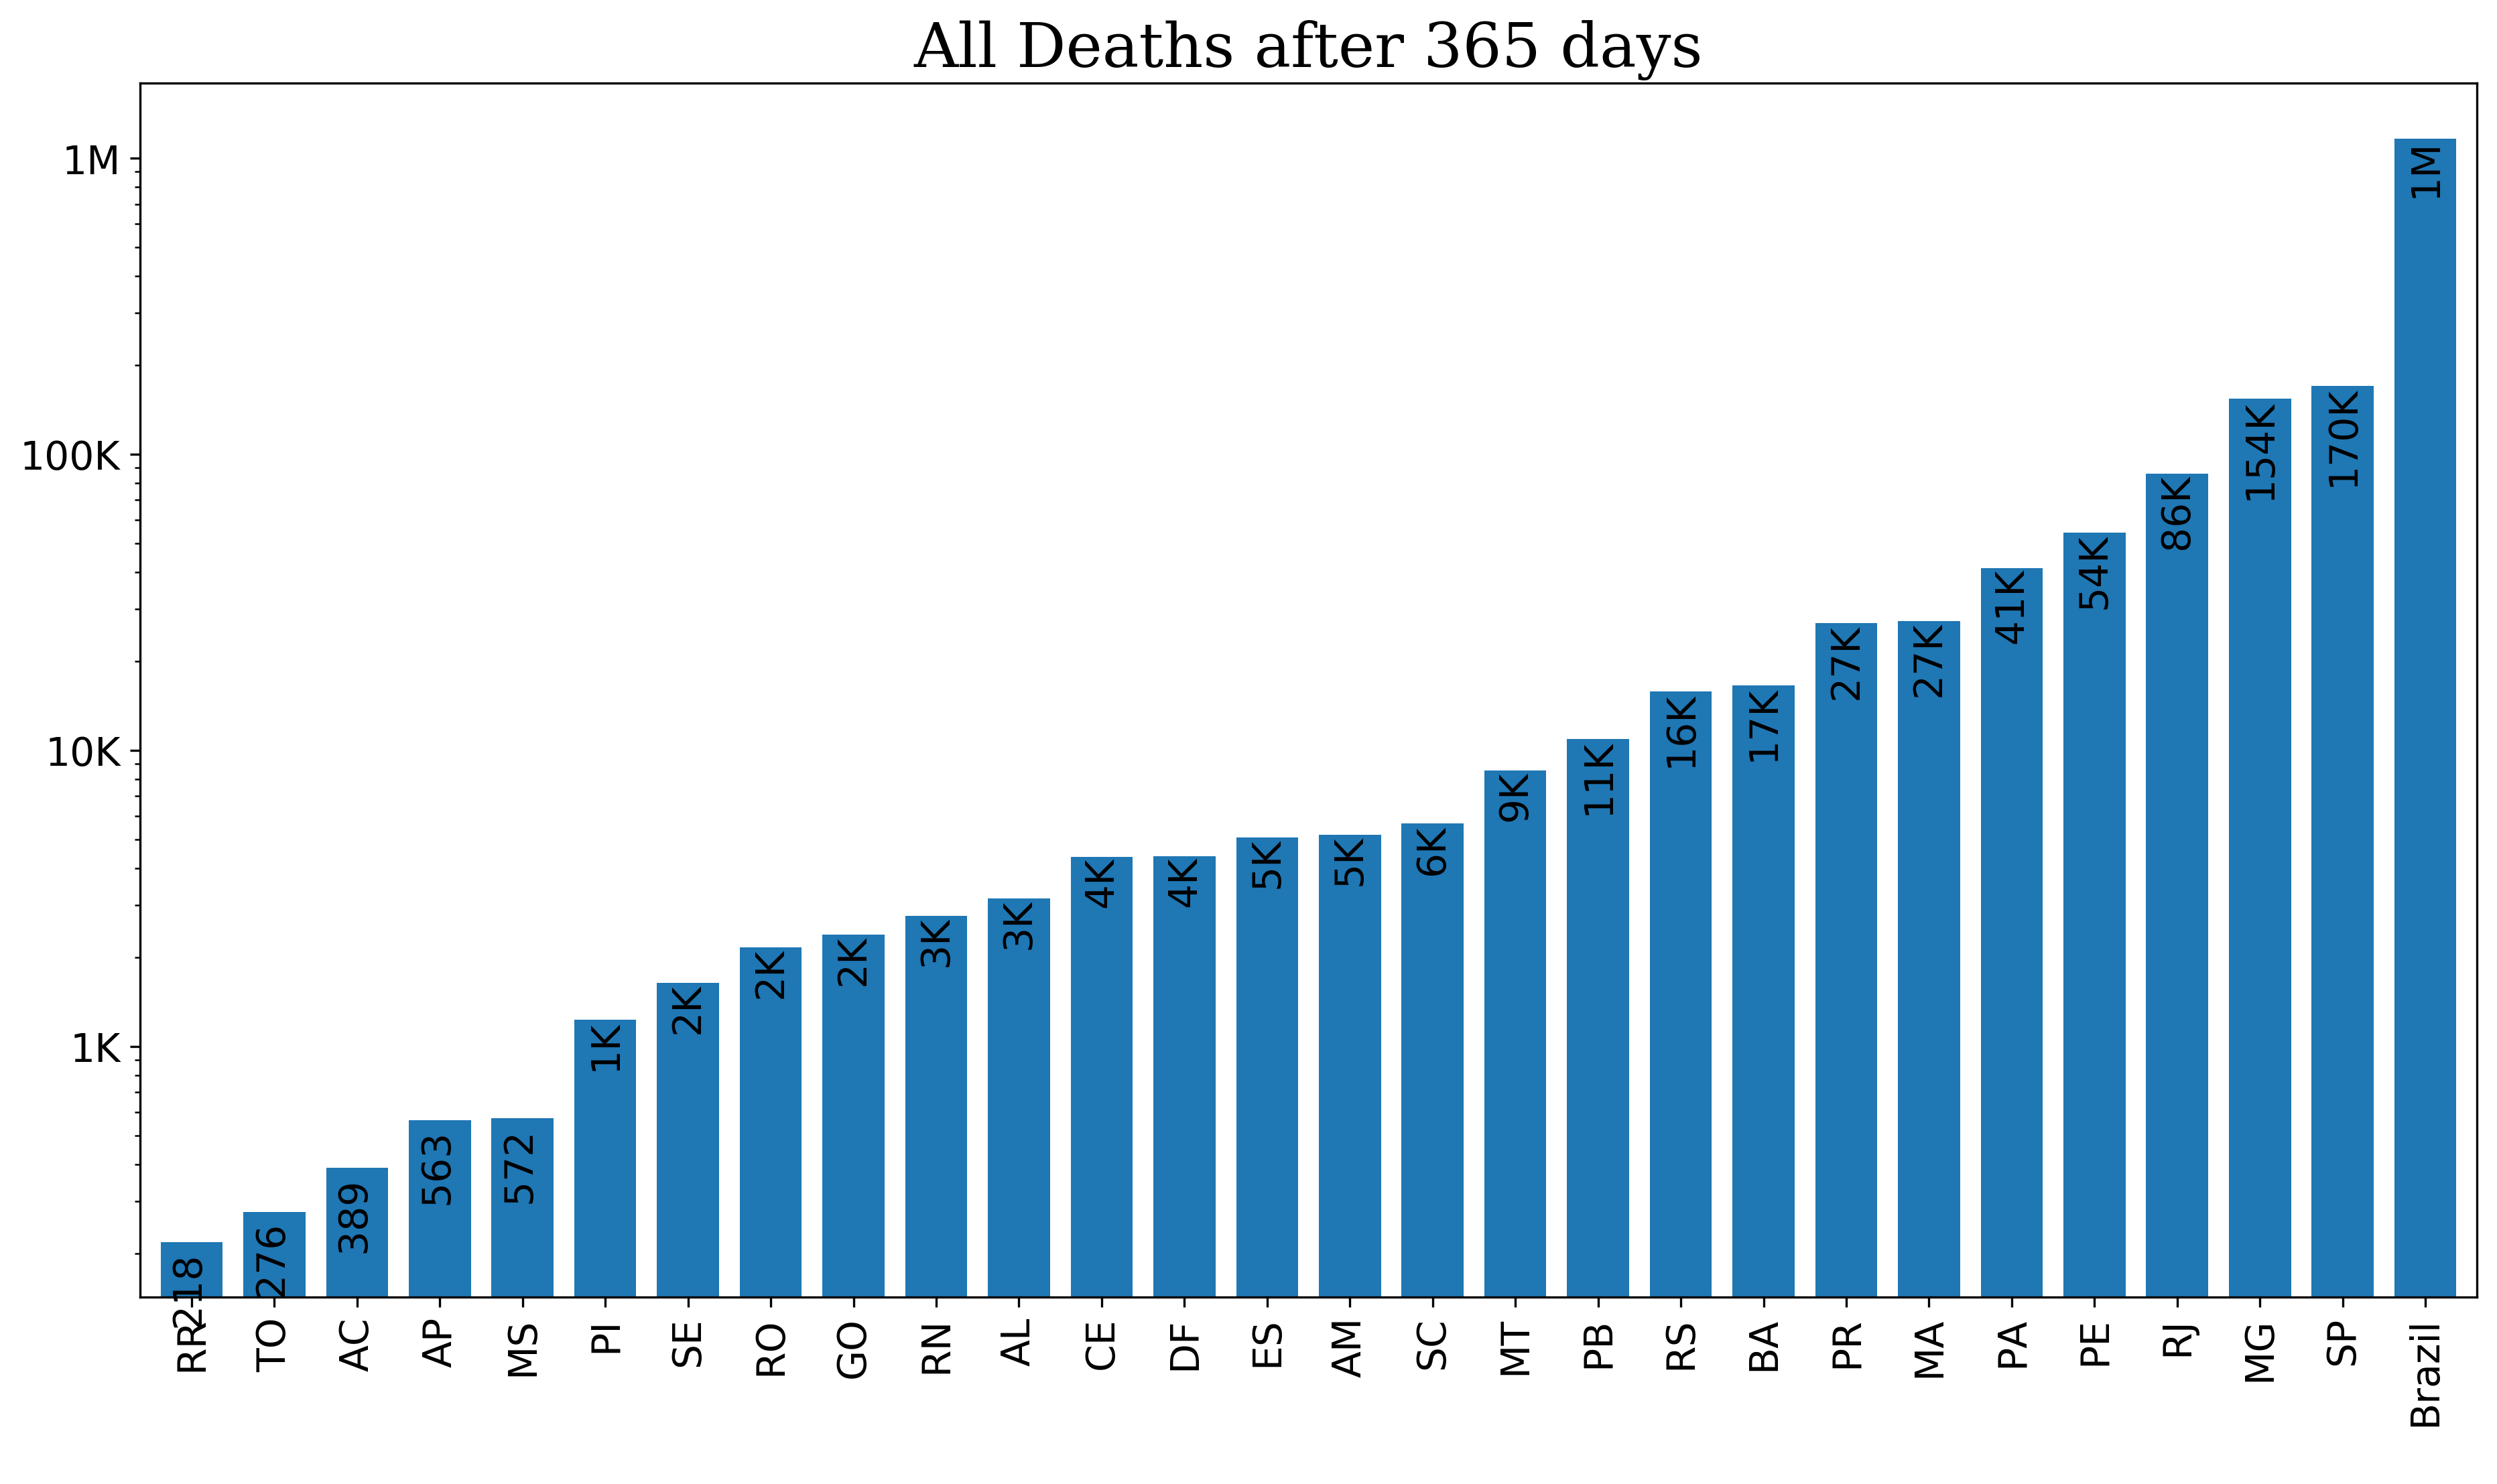 All Deaths after 365 days
1M
100K
10K
1K
218
276
389
563
572
1K
2K
2K
2K
3K
3K
4K
4K
5K
5K
6K
9K
11K
16K
17K
27K
27K
41K
54K
86K
154K
170K
1M
RR
TO
AC
AP
MS
PI
SE
RO
GO
RN
AL
CE
DF
ES
AM
SC
MT
PB
RS
BA
PR
MA
PA
PE
RJ
MG
SP
Brazil